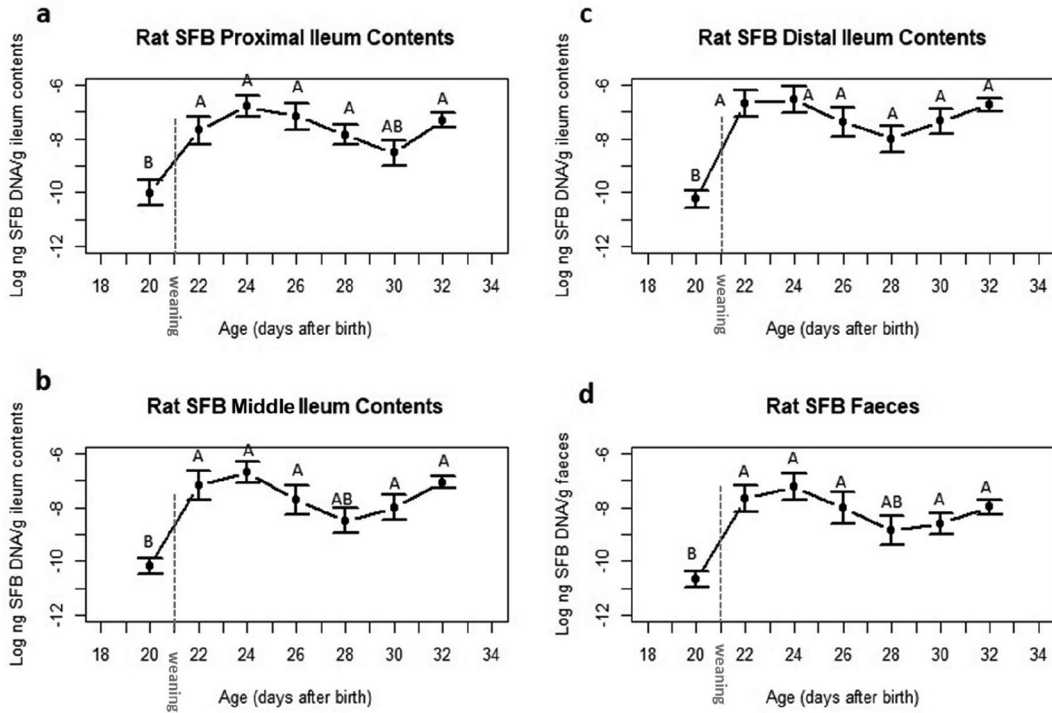 a
Rat SFB Proximal Ileum Contents
Log ng SFB DNA/g ileum contents
-6
-8
-10
-12
B
A
A
A
A
AB
A
18 20 22 24 26 28 30 32 34
weaning
Age (days after birth)
c
Rat SFB Distal Ileum Contents
Log ng SFB DNA/g ileum contents
-6
-8
-10
-12
B
A
A
A
A
A
A
18 20 22 24 26 28 30 32 34
weaning
Age (days after birth)
b
Rat SFB Middle Ileum Contents
Log ng SFB DNA/g ileum contents
-6
-8
-10
-12
B
A
A
A
AB
A
A
18 20 22 24 26 28 30 32 34
weaning
Age (days after birth)
d
Rat SFB Faeces
Log ng SFB DNA/g faeces
-6
-8
-10
-12
B
A
A
A
AB
A
A
18 20 22 24 26 28 30 32 34
weaning
Age (days after birth)